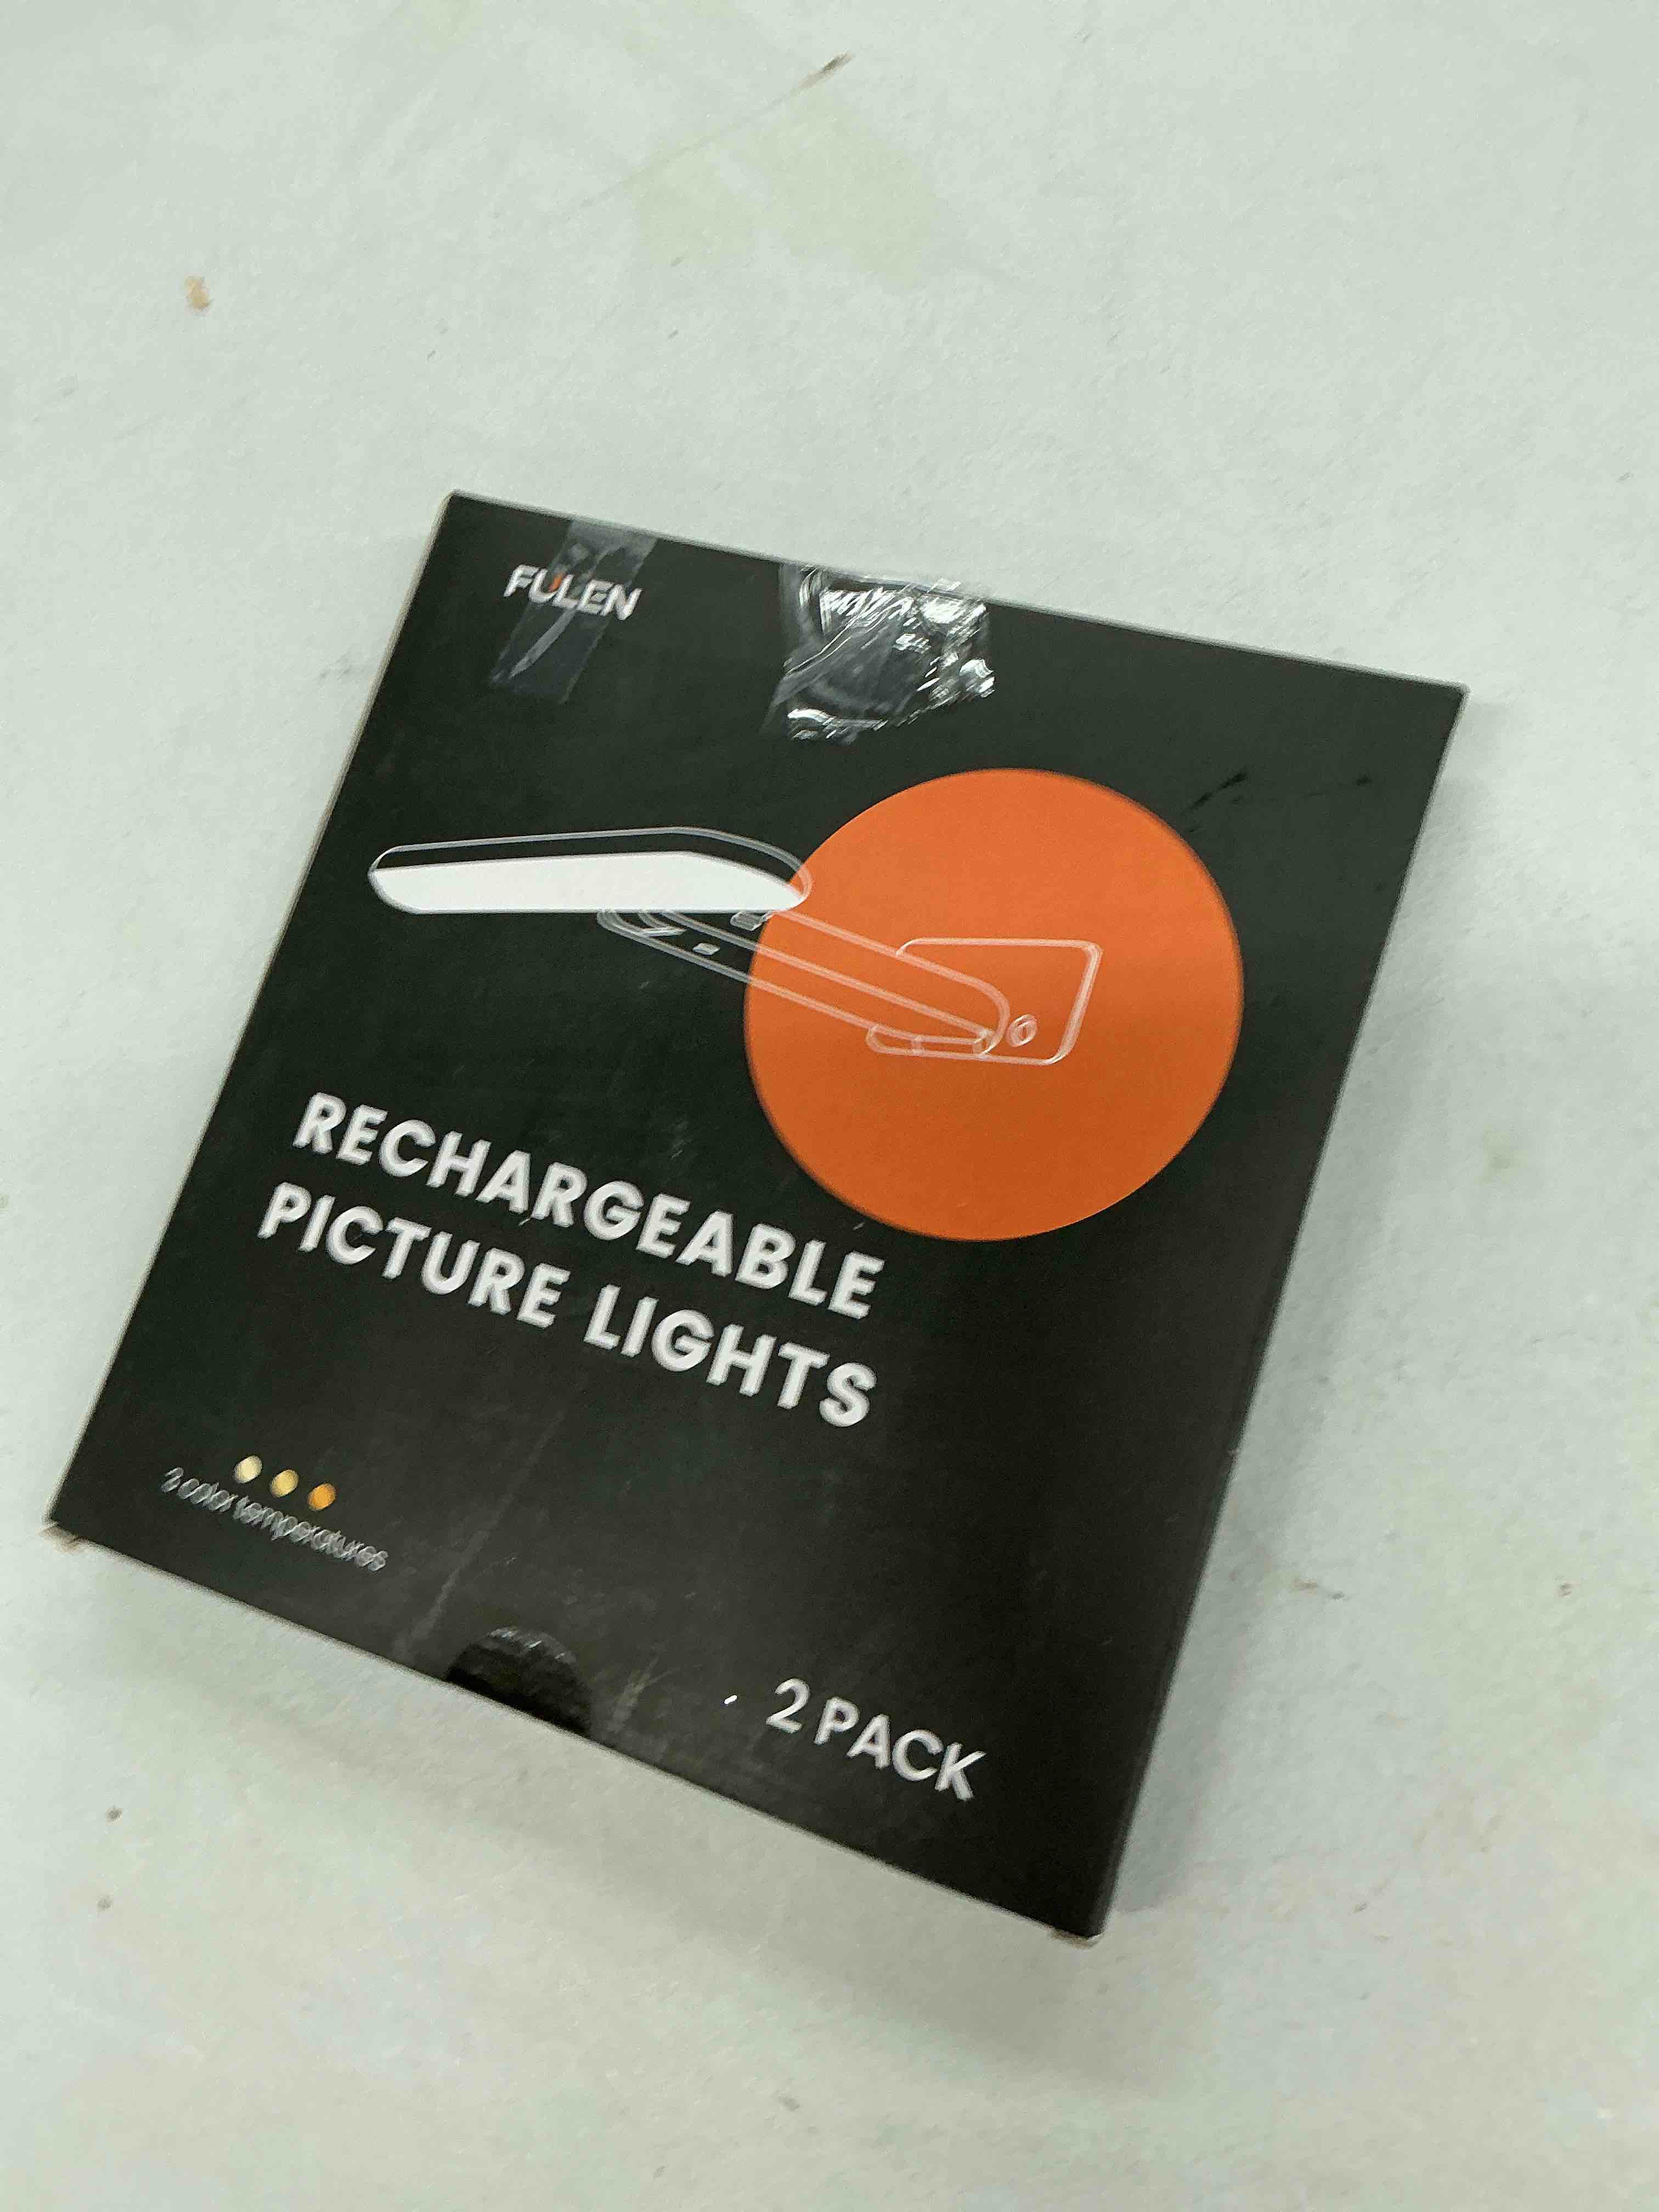 FULEN
RECHARGEABLE
PICTURE LIGHTS
3 color temperatures
2 PACK